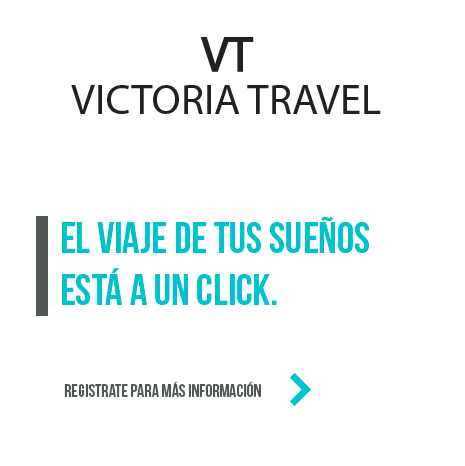 VT
VICTORIA TRAVEL
EL VIAJE DE TUS SUEÑOS
ESTÁ A UN CLICK.
REGISTRATE PARA MÁS INFORMACIÓN